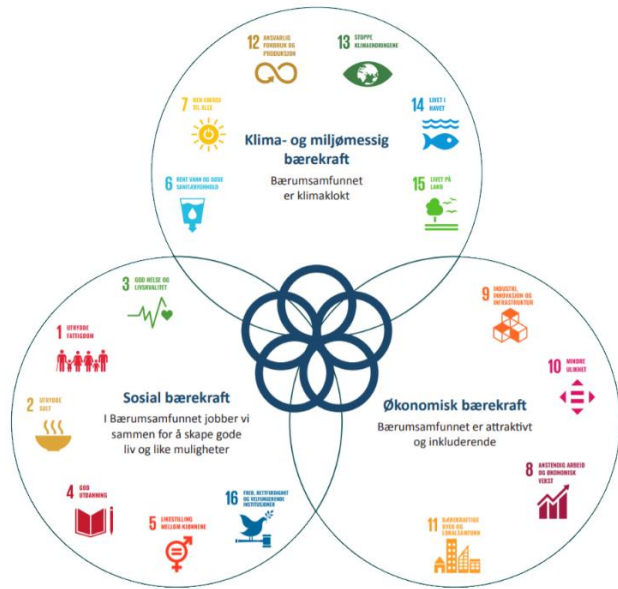 12 ANSVARLIG
FORBRUK OG
PRODUKSJON
13 STOPPE
KLIMAENDRINGENE
7 REN ENERGI
TIL ALLE
14 LIVET I
HAVET
Klima- og miljømessig
bærekraft
Bærumsamfunnet
er klimaklokt
6 RENT VANN OG GODE
SANITÆRFORHOLD
15 LIVET PÅ
LAND
3 GOD HELSE OG
LIVSKVALITET
9 INDUSTRI,
INNOVASJON OG
INFRASTRUKTUR
1 UTRYDDE
FATTIGDOM
10 MINDRE
ULIKHET
2 UTRYDDE
SULT
Sosial bærekraft
I Bærumsamfunnet jobber vi
sammen for å skape gode
liv og like muligheter
Økonomisk bærekraft
Bærumsamfunnet er attraktivt
og inkluderende
8 ANSTENDIG ARBEID
OG ØKONOMISK
VEKST
4 GOD
UTDANNING
5 LIKESTILLING
MELLOM KJØNNENE
16 FRED, RETTFERDIGHET
OG VELFUNGERENDE
INSTITUSJONER
11 BÆREKRAFTIGE
BYER OG
LOKALSAMFUNN